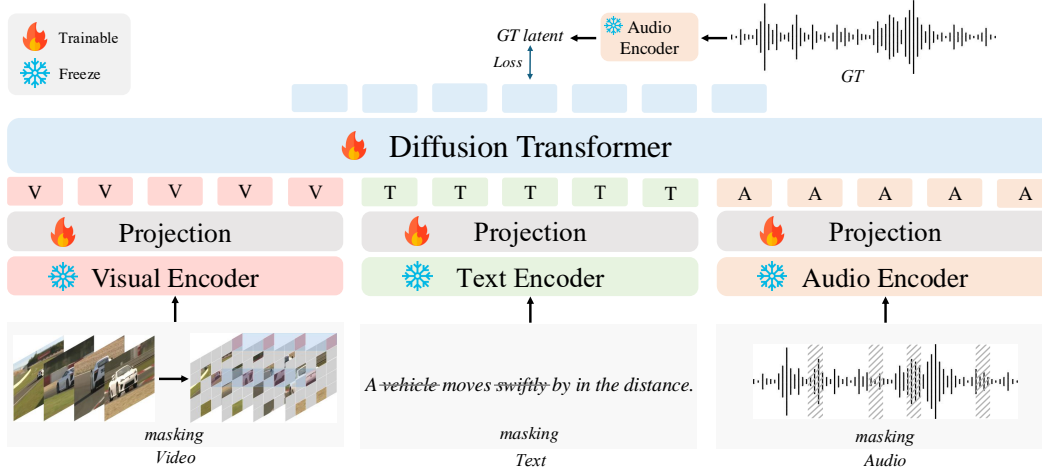 Trainable
Freeze
GT latent
Audio Encoder
GT
Loss
Diffusion Transformer
V V V V V T T T T T A A A A A
Projection Projection Projection
Visual Encoder Text Encoder Audio Encoder
A vehicle moves swiftly by in the distance.
masking masking masking
Video Text Audio